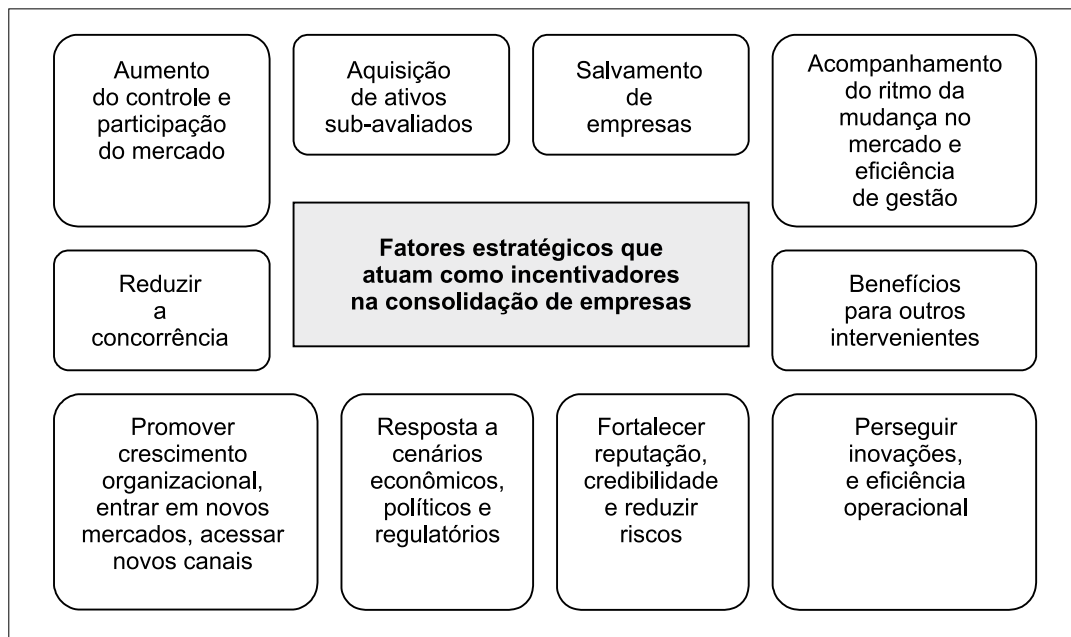 Aumento
do controle e
participação
do mercado
Aquisição
de ativos
sub-avaliados
Salvamento
de
empresas
Acompanhamento
do ritmo da
mudança no
mercado e
eficiência
de gestão
Fatores estratégicos que
atuam como incentivadores
na consolidação de empresas
Reduzir
a
concorrência
Benefícios
para outros
intervenientes
Promover
crescimento
organizacional,
entrar em novos
mercados, acessar
novos canais
Resposta a
cenários
econômicos,
políticos e
regulatórios
Fortalecer
reputação,
credibilidade
e reduzir
riscos
Perseguir
inovações,
e eficiência
operacional